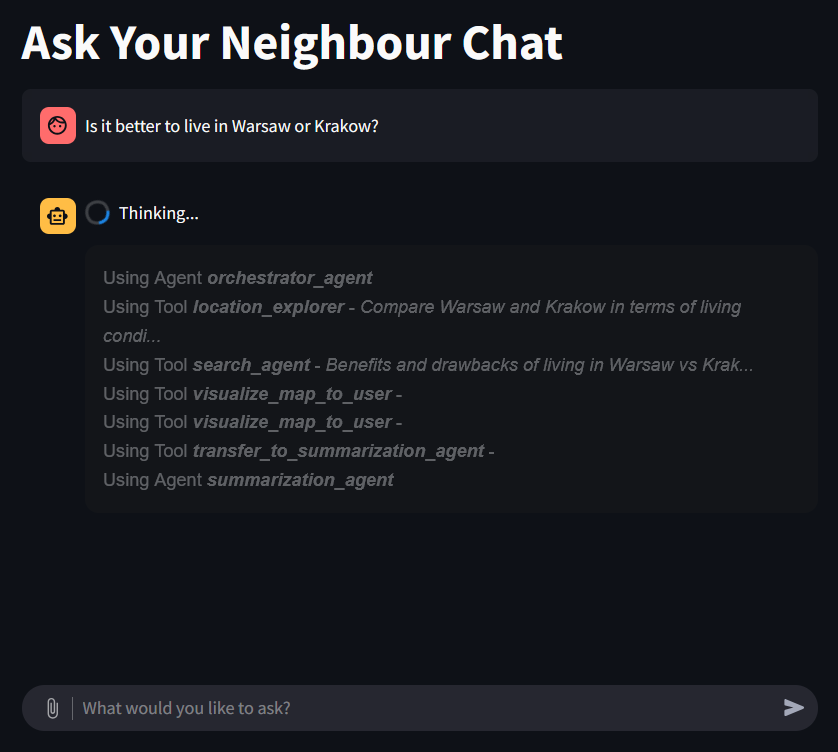 Ask Your Neighbour Chat
Is it better to live in Warsaw or Krakow?
Thinking...
Using Agent orchestrator_agent
Using Tool location_explorer - Compare Warsaw and Krakow in terms of living
condi...
Using Tool search_agent - Benefits and drawbacks of living in Warsaw vs Krak...
Using Tool visualize_map_to_user -
Using Tool visualize_map_to_user -
Using Tool transfer_to_summarization_agent -
Using Agent summarization_agent
What would you like to ask?